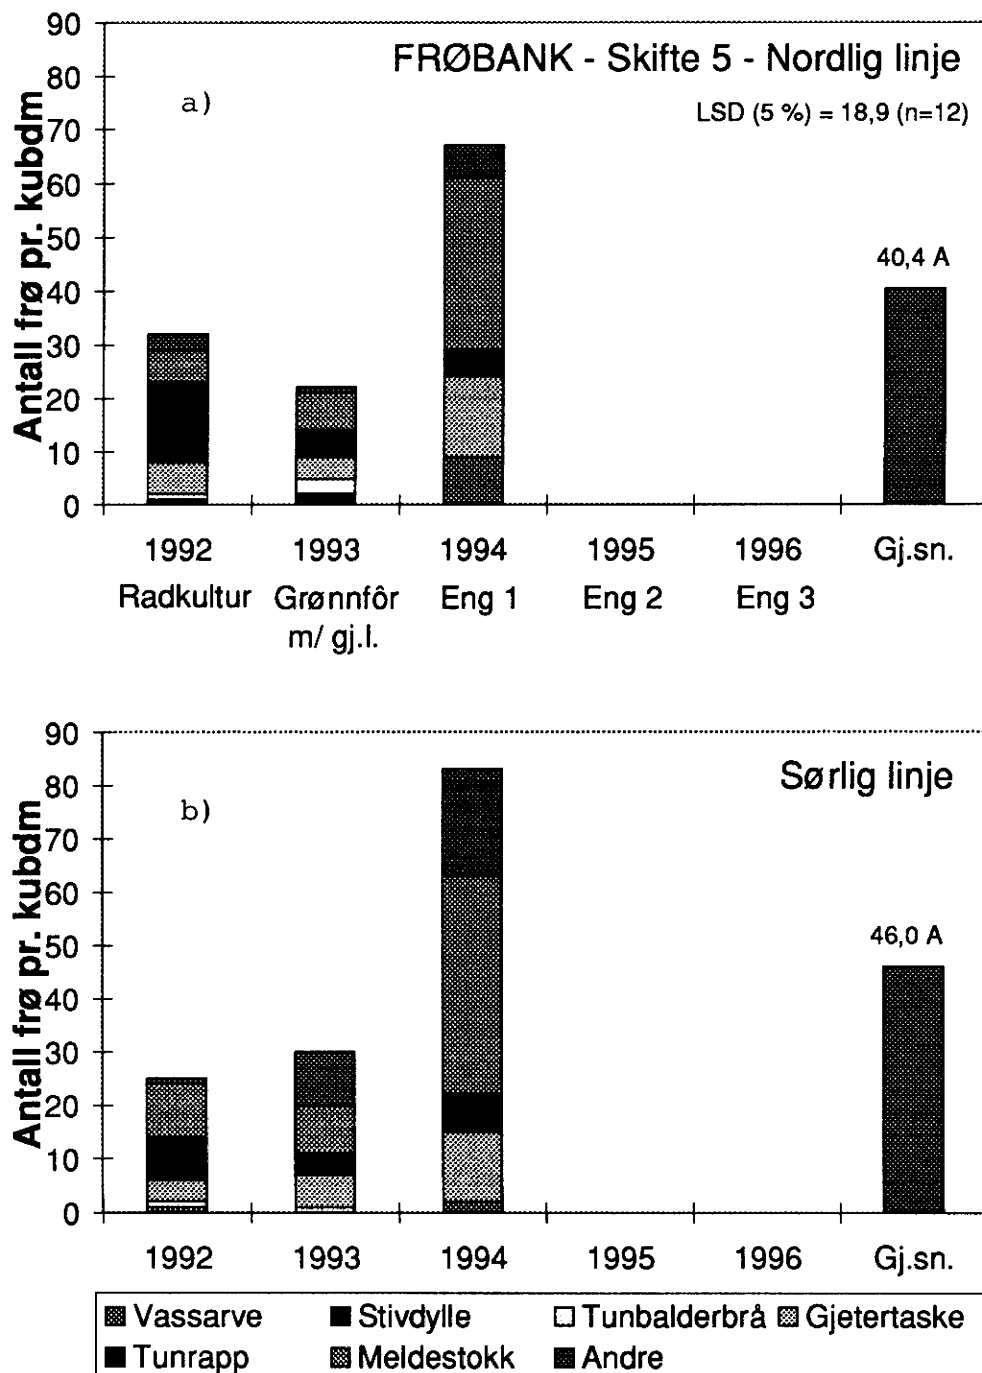 FRØBANK - Skifte 5 - Nordlig linje
a)
LSD (5 %) = 18,9 (n=12)
Antall frø pr. kubdm
90
80
70
60
50
40
30
20
10
0
40,4 A
1992 1993 1994 1995 1996 Gj.sn.
Radkultur Grønnfôr Eng 1 Eng 2 Eng 3
m/ gj.l.
Sørlig linje
b)
Antall frø pr. kubdm
90
80
70
60
50
40
30
20
10
0
46,0 A
1992 1993 1994 1995 1996 Gj.sn.
Vassarve Stivdylle Tunbalderbrå Gjetertaske
Tunrapp Meldestokk Andre